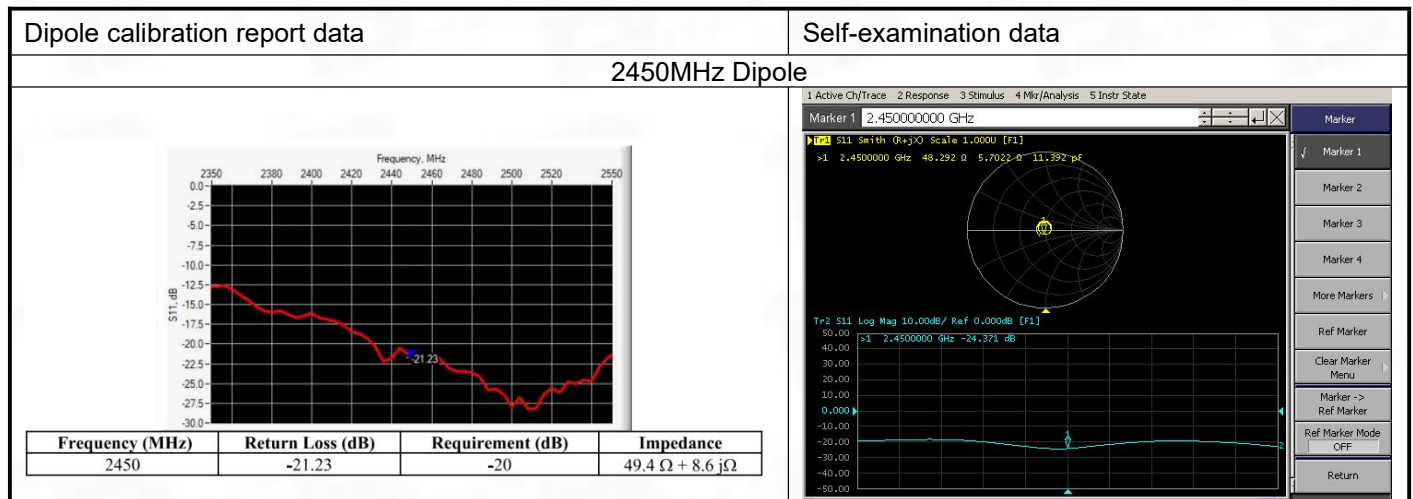 Dipole calibration report data
Self-examination data
2450MHz Dipole
Frequency, MHz
2350 2380 2400 2420 2440 2460 2480 2500 2520 2550
S11, dB
0.0
-2.5
-5.0
-7.5
-10.0
-12.5
-15.0
-17.5
-20.0
-22.5
-25.0
-27.5
-30.0
-21.23
Frequency (MHz) Return Loss (dB) Requirement (dB) Impedance
2450 -21.23 -20 49.4 Ω + 8.6 jΩ
1 Active Ch/Trace 2 Response 3 Stimulus 4 Mkr/Analysis 5 Instr State
Marker 1 2.450000000 GHz
Tr1 S11 Smith (R+jX) Scale 1.000U [F1]
>1 2.4500000 GHz 48.292 Ω 5.7022 Ω 11.392 pF
1
Tr2 S11 Log Mag 10.00dB/ Ref 0.000dB [F1]
>1 2.4500000 GHz -24.371 dB
50.00
40.00
30.00
20.00
10.00
0.000
-10.00
-20.00
-30.00
-40.00
-50.00
1
2
Marker
√ Marker 1
Marker 2
Marker 3
Marker 4
More Markers
Ref Marker
Clear Marker
Menu
Marker ->
Ref Marker
Ref Marker Mode
OFF
Return